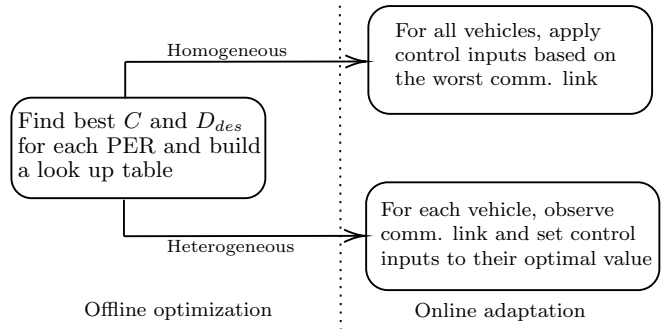 Homogeneous
For all vehicles, apply
control inputs based on
the worst comm. link
Find best C and D_des
for each PER and build
a look up table
Heterogeneous
For each vehicle, observe
comm. link and set control
inputs to their optimal value
Offline optimization
Online adaptation